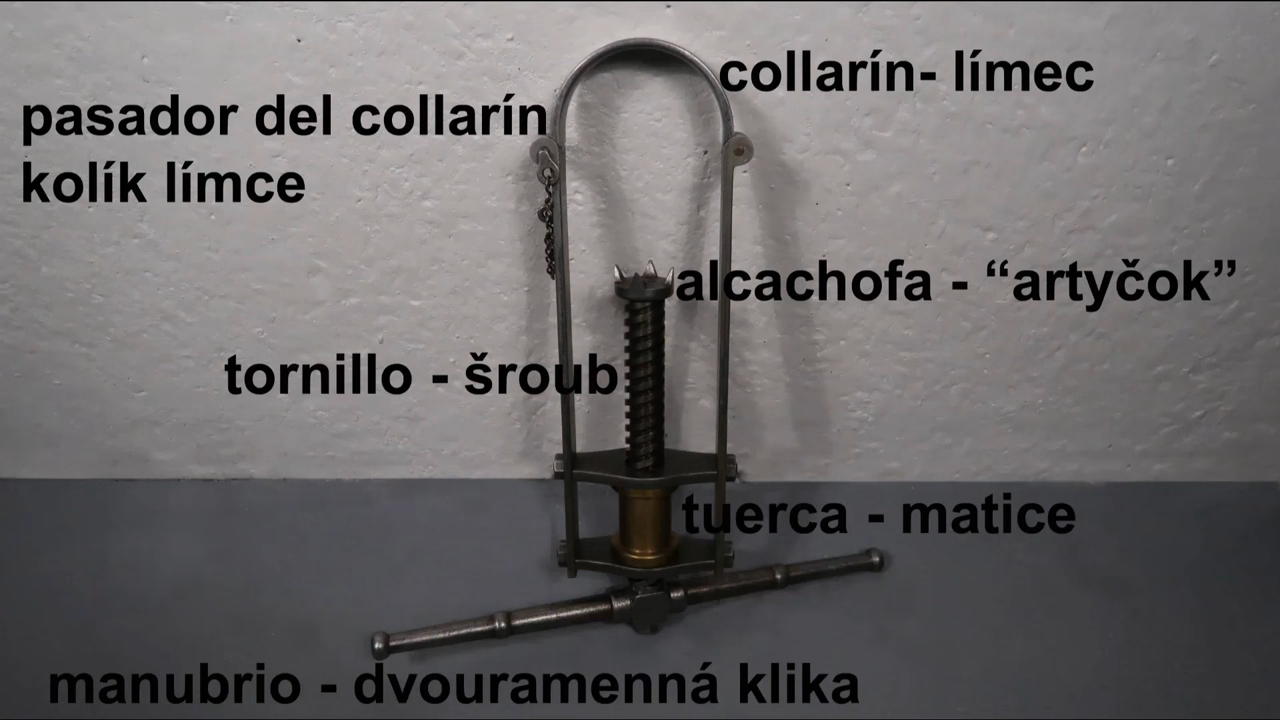 collarín- límec
pasador del collarín
kolík límce
alcachofa - “artyčok”
tornillo - šroub
tuerca - matice
manubrio - dvouramenná klika